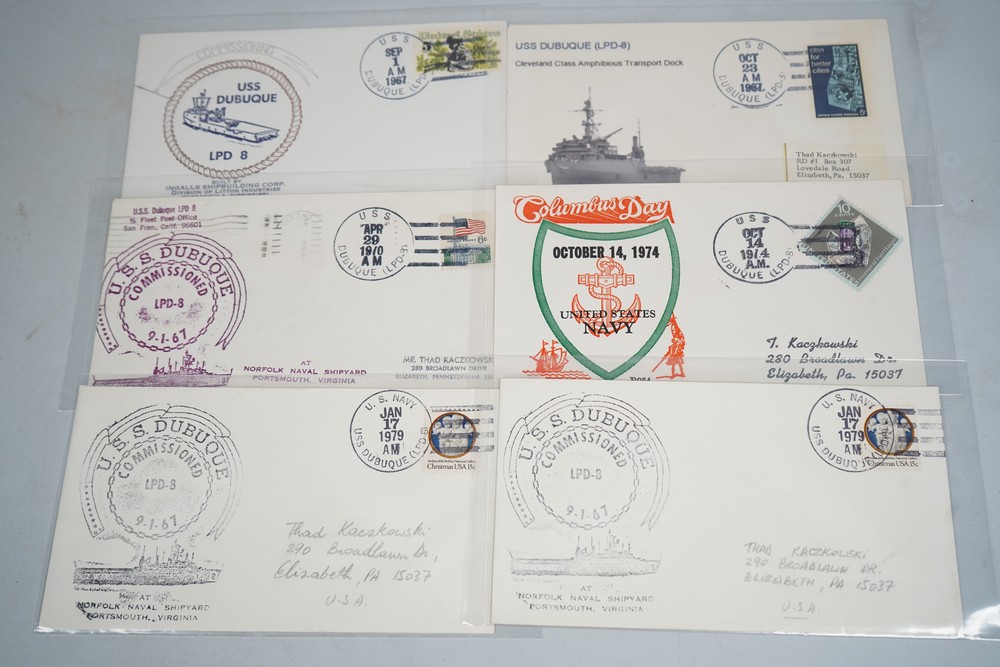 COMMISSIONED
USS
DUBUQUE
LPD 8
BUILT BY
INGALLS SHIPBUILDING CORP.
DIVISION OF LITTON INDUSTRIES
USS
SEP
1
AM
1967
DUBUQUE (LPD-8)
USS DUBUQUE (LPD-8)
Cleveland Class Amphibious Transport Dock
USS
OCT
23
AM
1967
DUBUQUE (LPD-8)
plan
for
better
cities
Thad Kaczkowski
RD #1 Box 307
Lovedale Road
Elizabeth, Pa, 15037
U.S.S. Dubuque LPD 8
% Fleet Post Office
San Fran., Calif. 96601
U.S.S. DUBUQUE
COMMISSIONED
LPD-8
9-1-67
AT
NORFOLK NAVAL SHIPYARD
PORTSMOUTH, VIRGINIA
USS
APR
29
1970
AM
DUBUQUE (LPD-8)
6c
MR. THAD KACZKOWSKI
280 BROADLAWN DRIVE
ELIZABETH, PENNSYLVANIA
Columbus Day
OCTOBER 14, 1974
UNITED STATES
NAVY
USS
OCT
14
1974
A.M.
DUBUQUE (LPD-8)
10
T. Kaczkowski
280 Broadlawn Dr.
Elizabeth, Pa. 15037
U.S.S. DUBUQUE
COMMISSIONED
LPD-8
9-1-67
AT
NORFOLK NAVAL SHIPYARD
PORTSMOUTH, VIRGINIA
U.S. NAVY
JAN
17
1979
AM
USS DUBUQUE (LPD-8)
Christmas USA 15c
Thad Kaczkowski
290 Broadlawn Dr,
Elizabeth, PA 15037
U.S.A.
U.S.S. DUBUQUE
COMMISSIONED
LPD-8
9-1-67
AT
NORFOLK NAVAL SHIPYARD
PORTSMOUTH, VIRGINIA
U.S. NAVY
JAN
17
1979
AM
USS DUBUQUE
Christmas USA 15c
THAD KACZKOWSKI
290 BROADLAWN DR.
ELIZABETH, PA 15037
U.S.A.